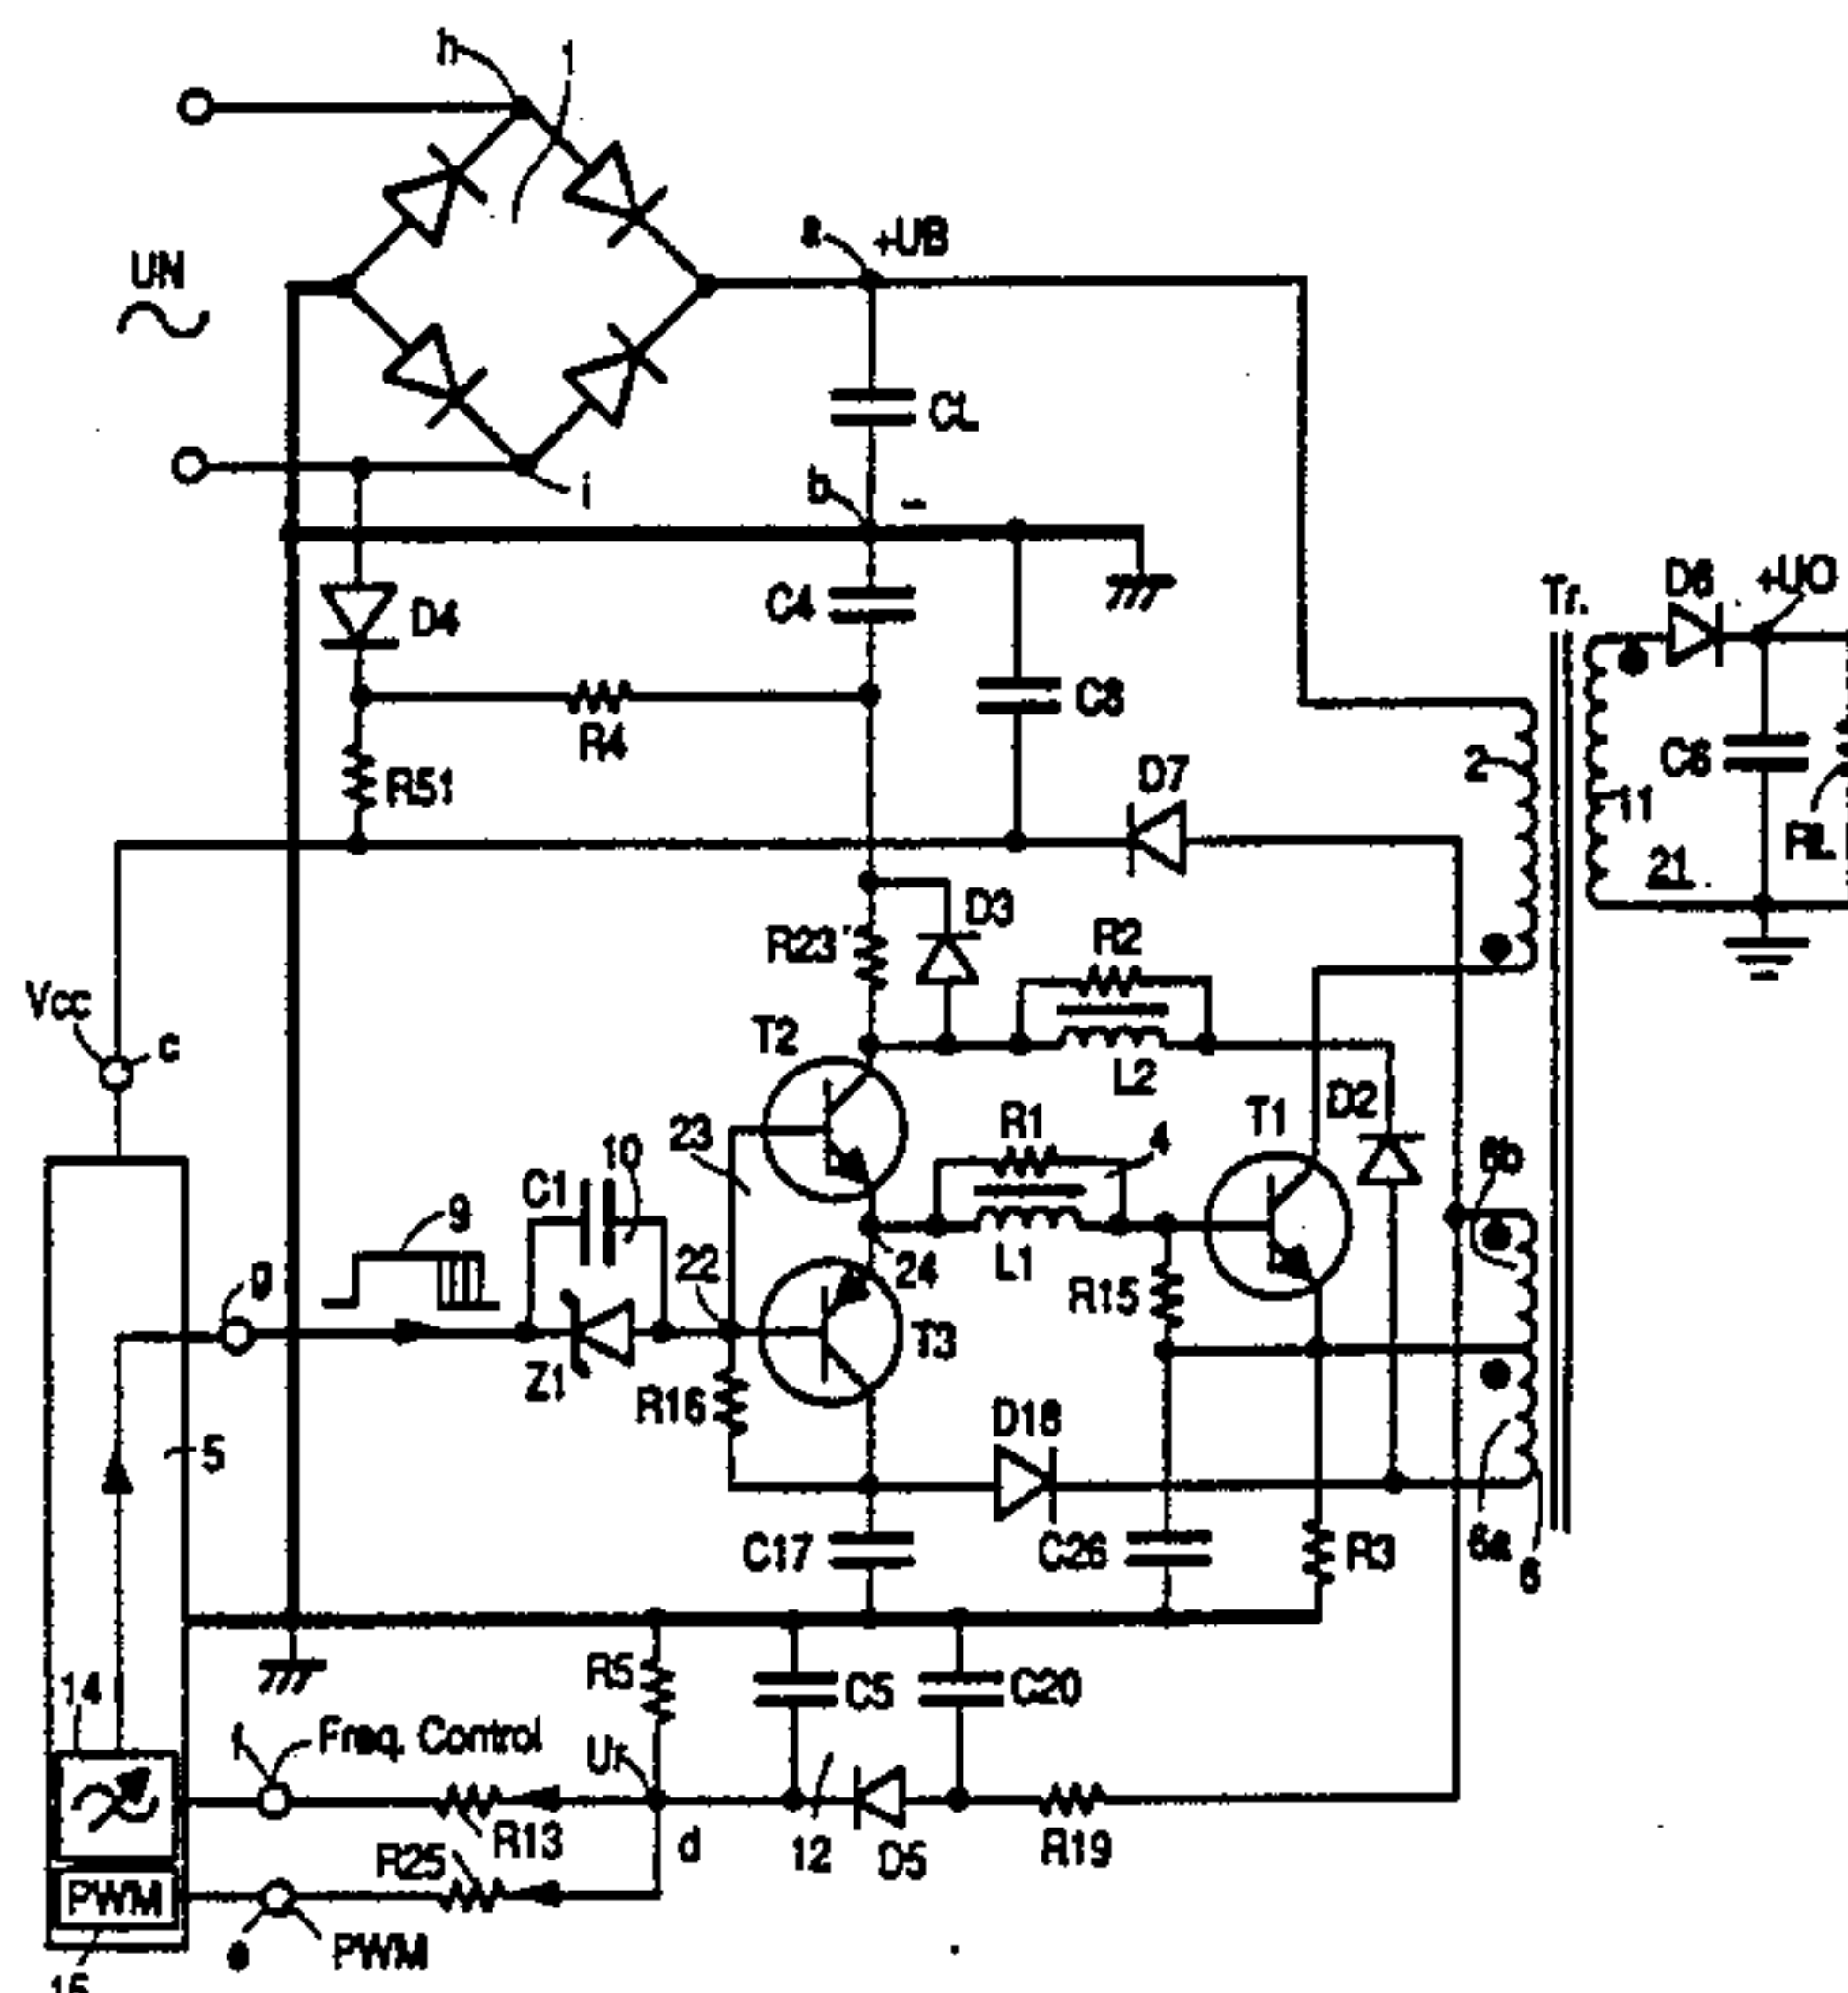 h 1
a +UB
UN
CL
i
b -
C4
D4
Tr.
D6 +UO
C8
R4
2
C6
R51
D7
11
RL
21
D3
R23'
R2
Vcc
c
T2
L2
D2
T1
R1
4
23
10
C1
6b
9
22
24
L1
g
R15
T3
Z1
R16
D18
5
C17
C26
R3
6a
6
14
R5
C5
C20
f Freq. Control
Ur
R13
d
12
D5
R19
R25
PWM
e
PWM
15